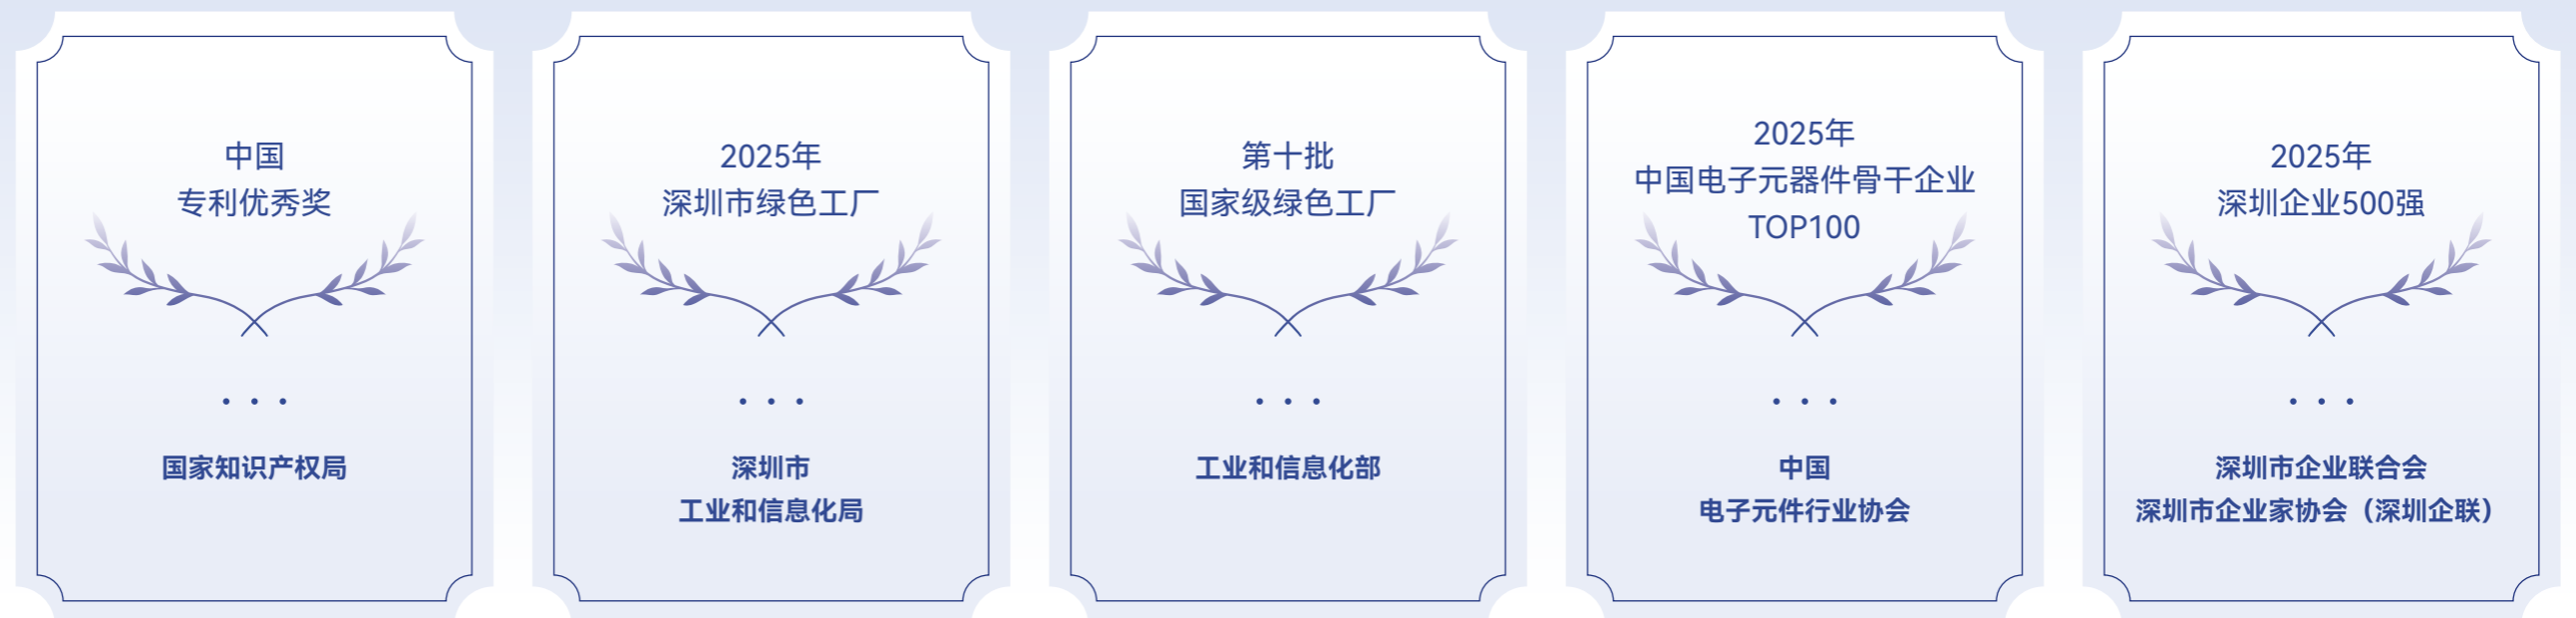 中国
专利优秀奖
国家知识产权局
2025年
深圳市绿色工厂
深圳市
工业和信息化局
第十批
国家级绿色工厂
工业和信息化部
2025年
中国电子元器件骨干企业
TOP100
中国
电子元件行业协会
2025年
深圳企业500强
深圳市企业联合会
深圳市企业家协会（深圳企联）